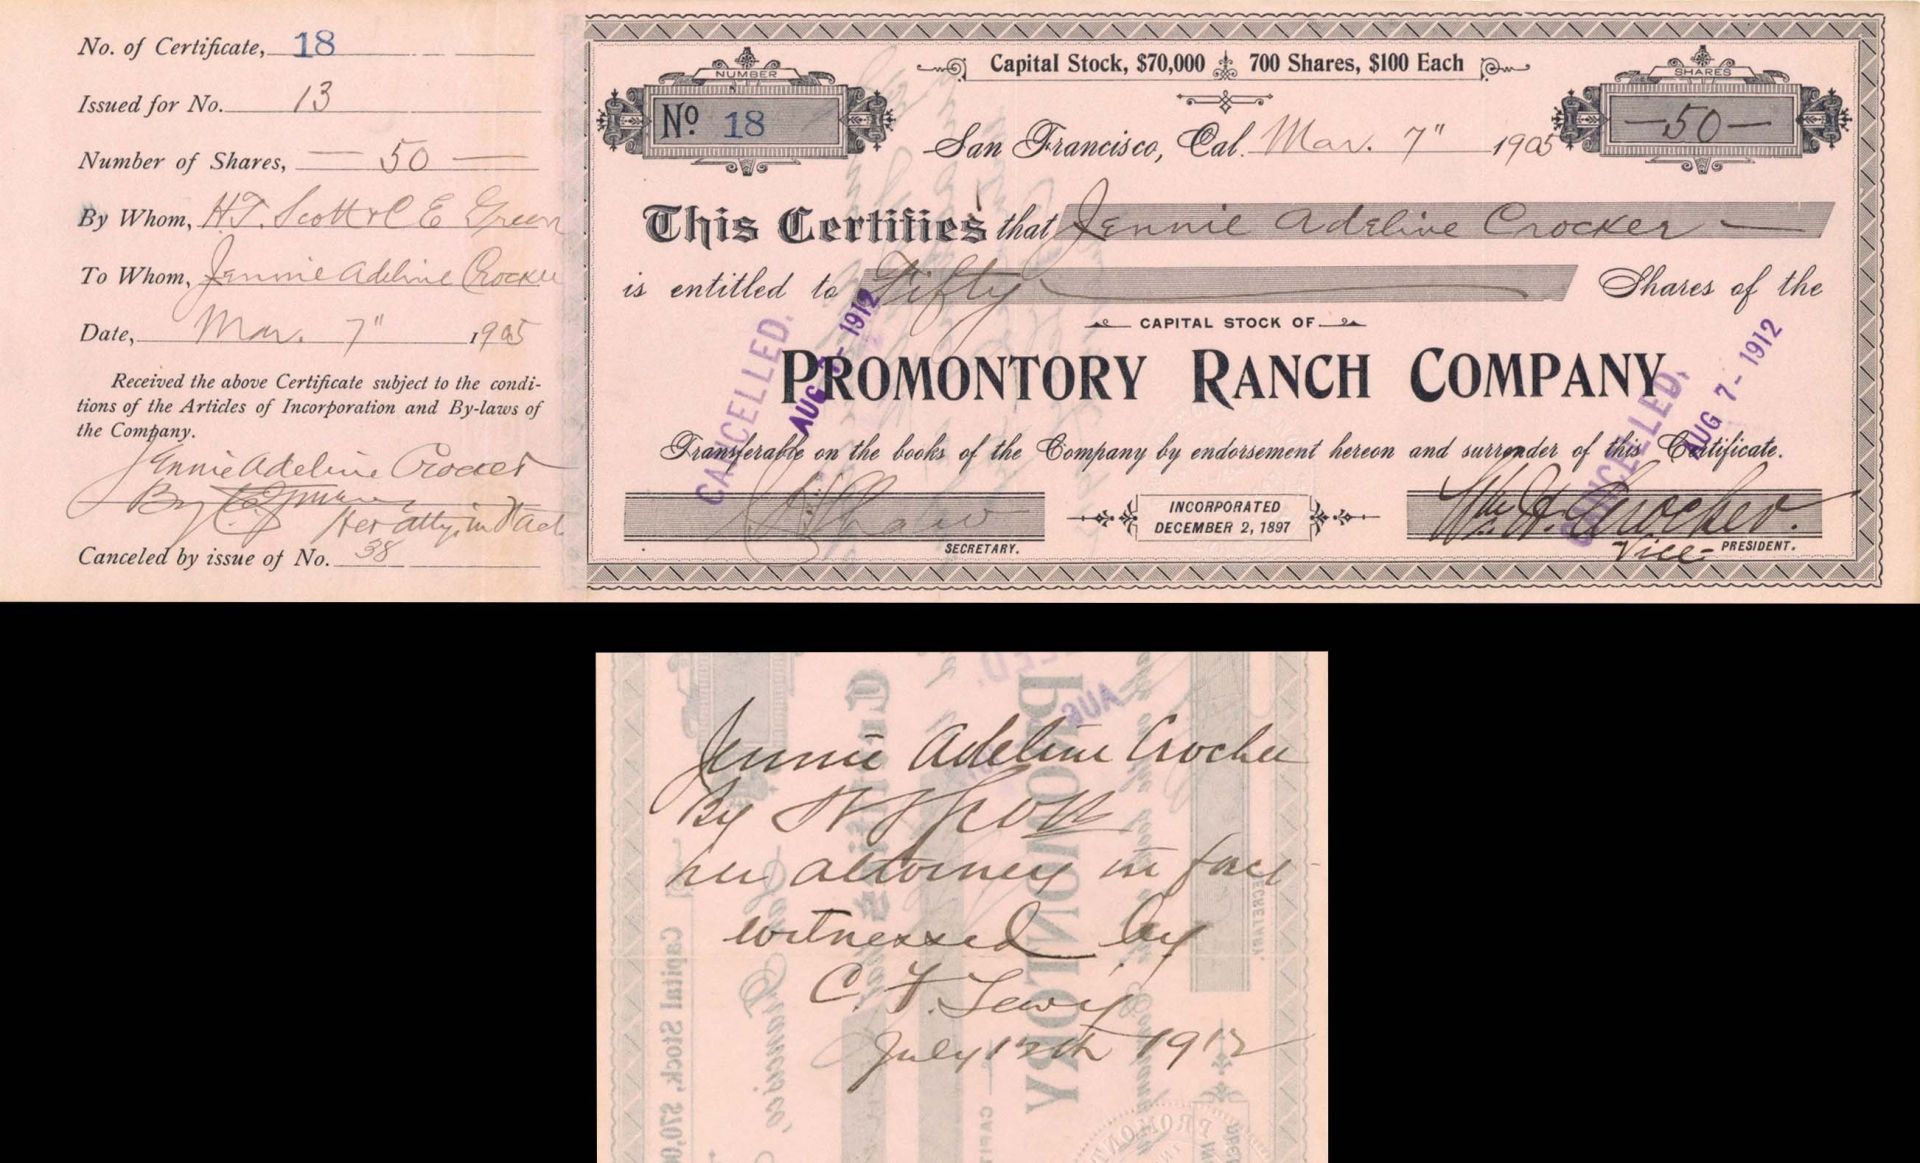 No. of Certificate, 18
Issued for No. 13
Number of Shares, — 50 —
By Whom, H.T. Scott & C E Green
To Whom, Jennie Adeline Crocker
Date, Mar. 7" 1905
Received the above Certificate subject to the condi-
tions of the Articles of Incorporation and By-laws of
the Company.
Jennie Adeline Crocker
By C. E. Green
Her atty, in Fact
Canceled by issue of No. 38
NUMBER
No 18
Capital Stock, $70,000 700 Shares, $100 Each
SHARES
— 50 —
San Francisco, Cal. Mar. 7" 1905
This Certifies that Jennie Adeline Crocker —
is entitled to Fifty Shares of the
CAPITAL STOCK OF
PROMONTORY RANCH COMPANY
CANCELLED.
AUG 7 - 1912
CANCELLED.
AUG 7 - 1912
Transferable on the books of the Company by endorsement hereon and surrender of this Certificate.
INCORPORATED
DECEMBER 2, 1897
SECRETARY.
Wm H. Crocker.
Vice- PRESIDENT.
Jennie Adeline Crocker
By H T Scott
her attorney in fact
witnessed by
July 12th 1912